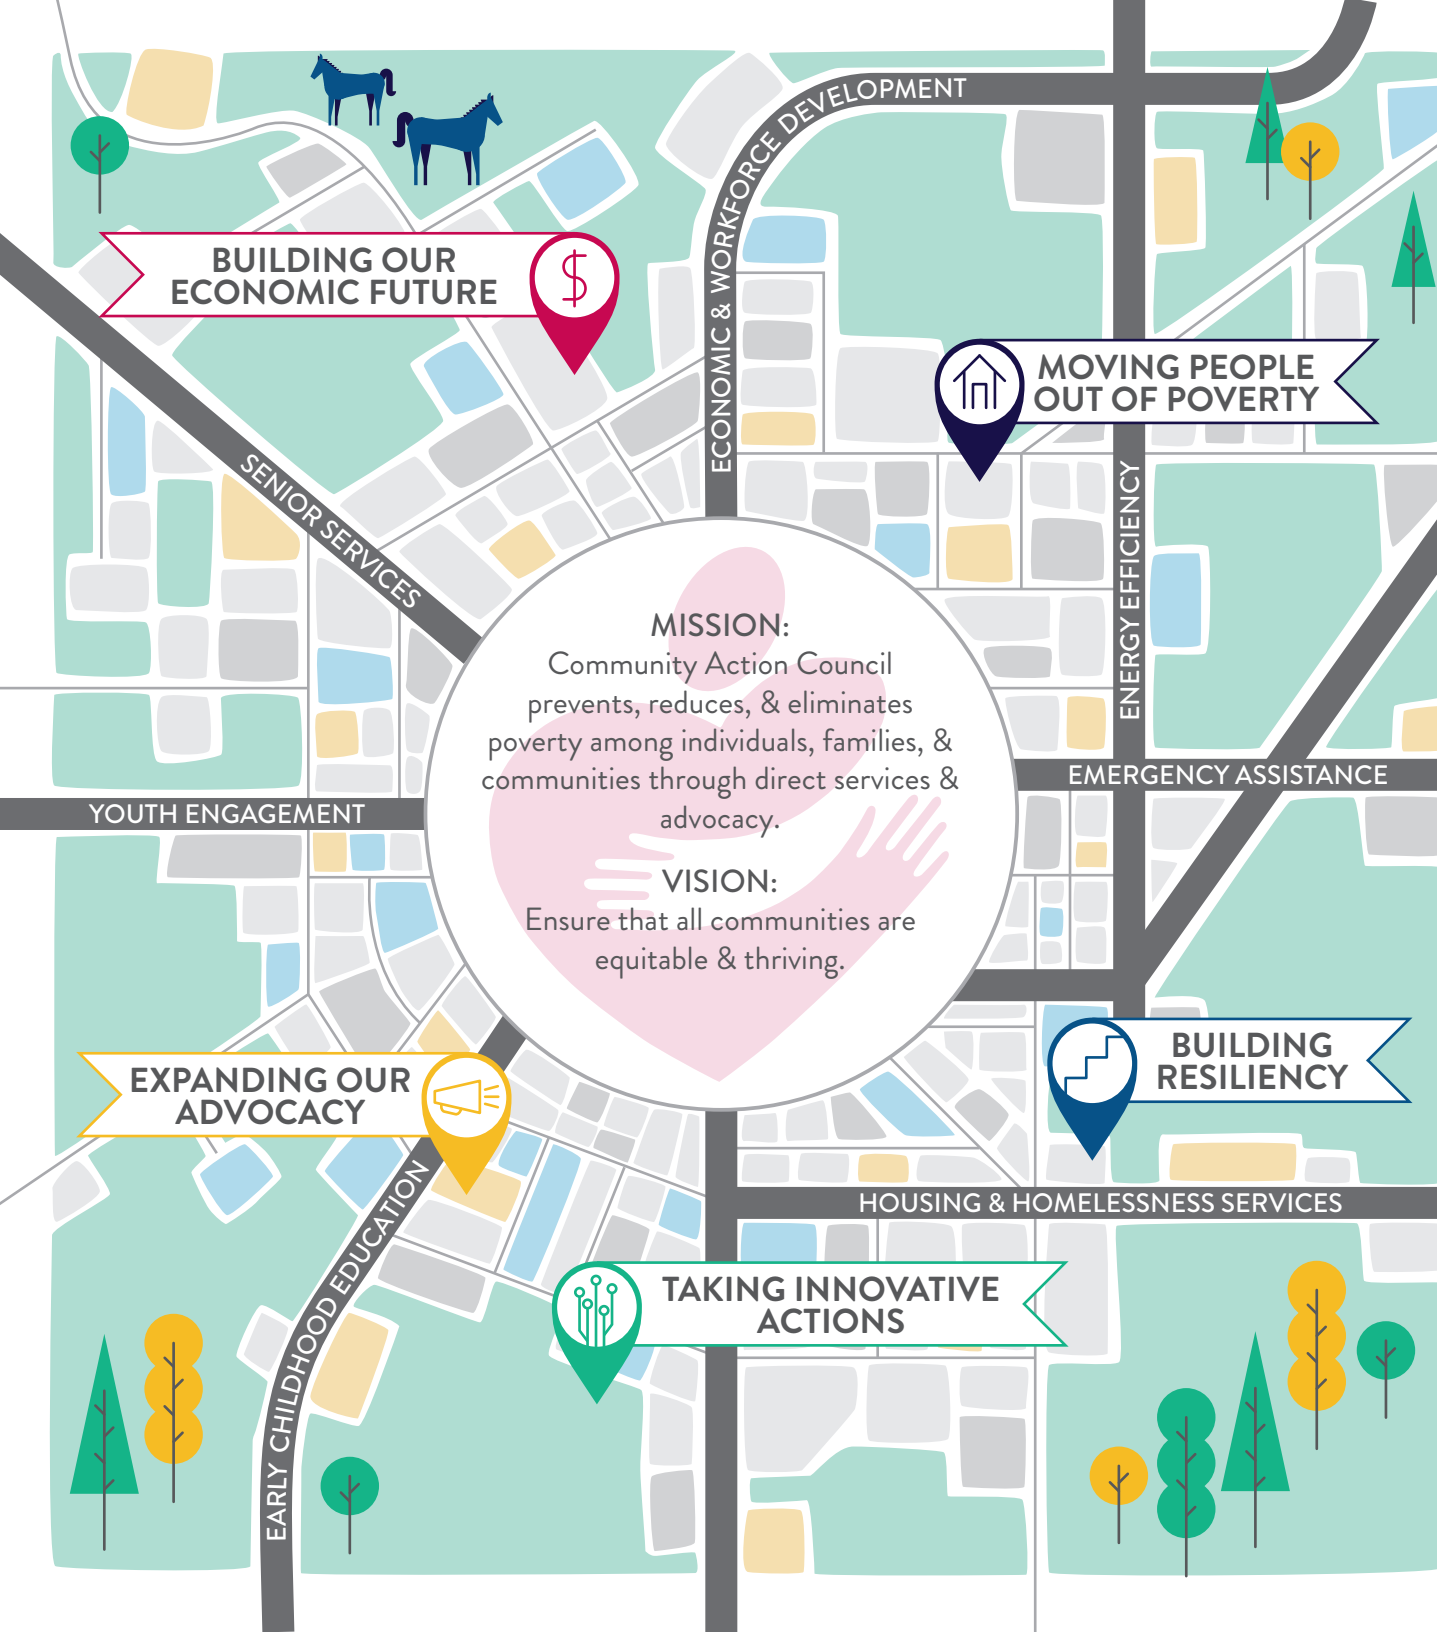 ECONOMIC & WORKFORCE DEVELOPMENT
BUILDING OUR
ECONOMIC FUTURE
MOVING PEOPLE
OUT OF POVERTY
SENIOR SERVICES
ENERGY EFFICIENCY
MISSION:
Community Action Council
prevents, reduces, & eliminates
poverty among individuals, families, &
communities through direct services &
advocacy.
VISION:
Ensure that all communities are
equitable & thriving.
EMERGENCY ASSISTANCE
YOUTH ENGAGEMENT
BUILDING
RESILIENCY
EXPANDING OUR
ADVOCACY
HOUSING & HOMELESSNESS SERVICES
EARLY CHILDHOOD EDUCATION
TAKING INNOVATIVE
ACTIONS